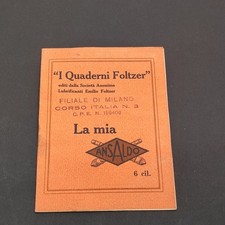 "I Quaderni Foltzer"
editi dalla Società Anonima
Lubrificanti Emilio Foltzer
FILIALE DI MILANO
CORSO ITALIA N. 3
La mia
ANSALDO
6 cil.